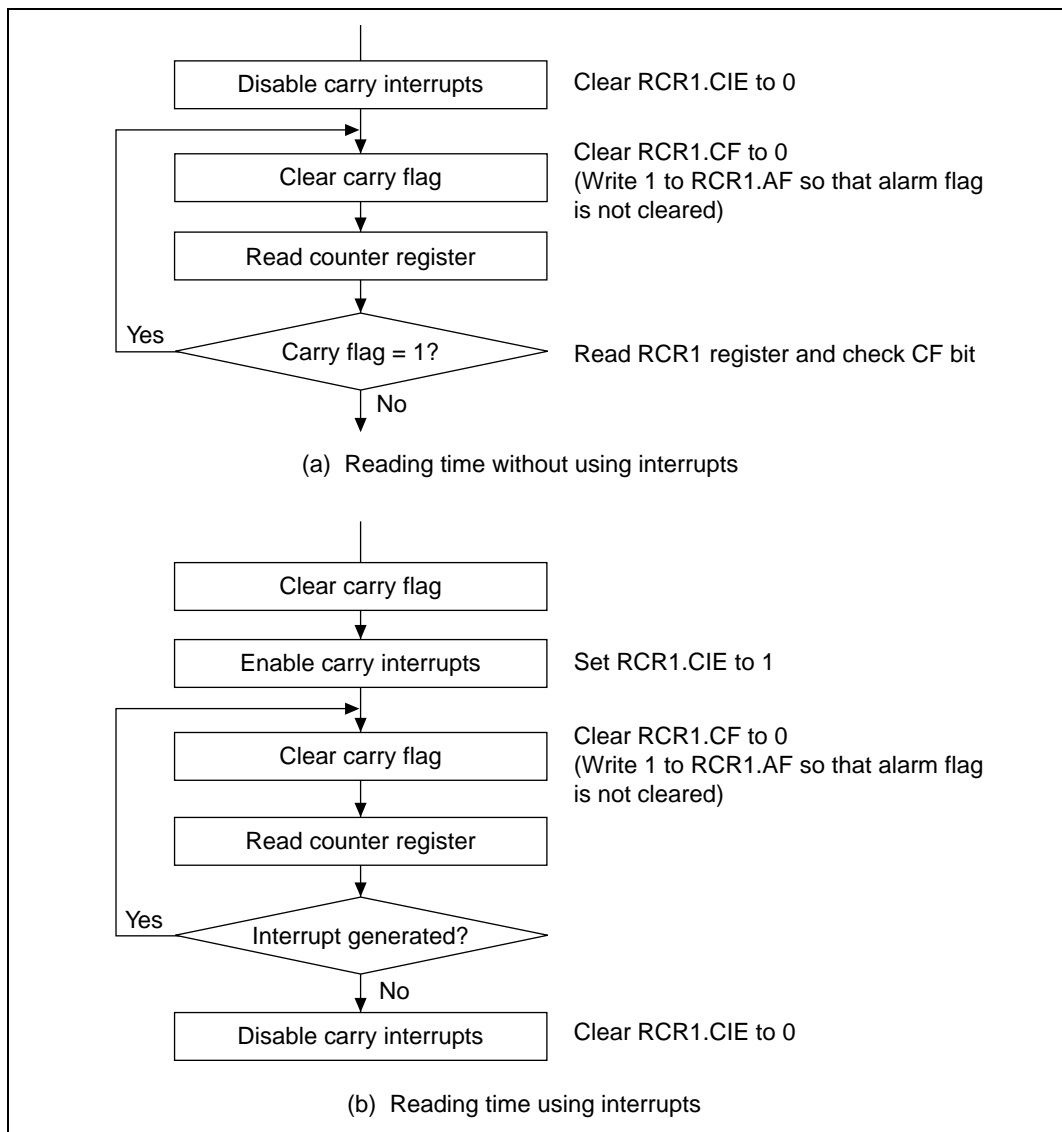 Disable carry interrupts
Clear RCR1.CIE to 0
Clear carry flag
Clear RCR1.CF to 0
(Write 1 to RCR1.AF so that alarm flag
is not cleared)
Read counter register
Yes
Carry flag = 1?
Read RCR1 register and check CF bit
No
(a) Reading time without using interrupts
Clear carry flag
Enable carry interrupts
Set RCR1.CIE to 1
Clear carry flag
Clear RCR1.CF to 0
(Write 1 to RCR1.AF so that alarm flag
is not cleared)
Read counter register
Yes
Interrupt generated?
No
Disable carry interrupts
Clear RCR1.CIE to 0
(b) Reading time using interrupts